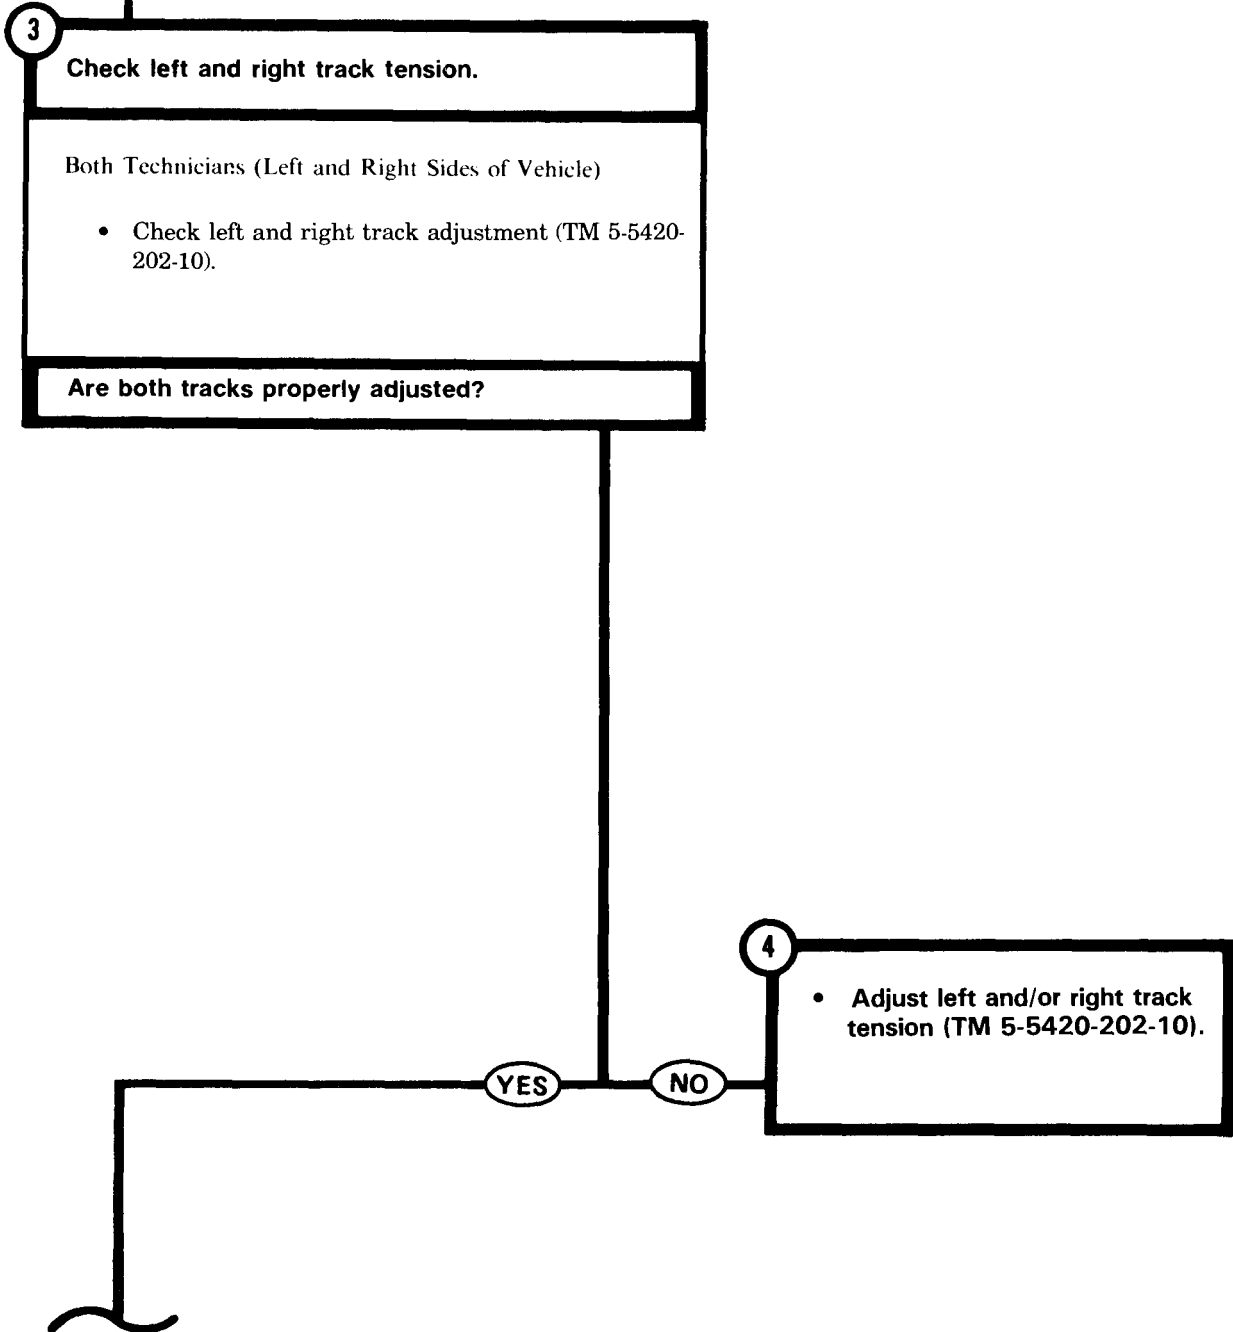 3
Check left and right track tension.
Both Technicians (Left and Right Sides of Vehicle)
• Check left and right track adjustment (TM 5-5420-
202-10).
Are both tracks properly adjusted?
4
• Adjust left and/or right track
tension (TM 5-5420-202-10).
YES
NO